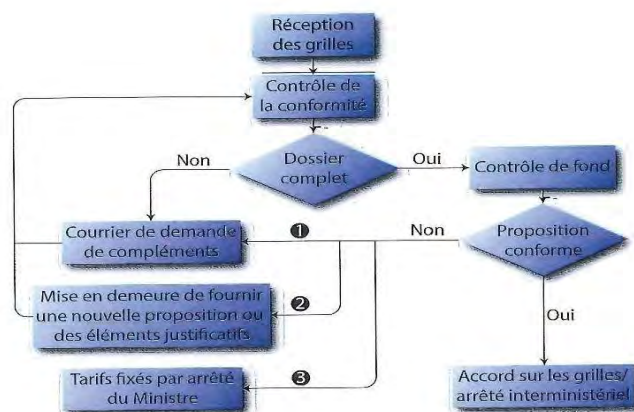 Réception
des grilles
Contrôle de
la conformité
Non
Dossier
complet
Oui
Contrôle de fond
Courrier de demande
de compléments
❶
Non
Proposition
conforme
Mise en demeure de fournir
une nouvelle proposition ou
des éléments justificatifs
❷
Oui
Tarifs fixés par arrêté
du Ministre
❸
Accord sur les grilles/
arrêté interministériel